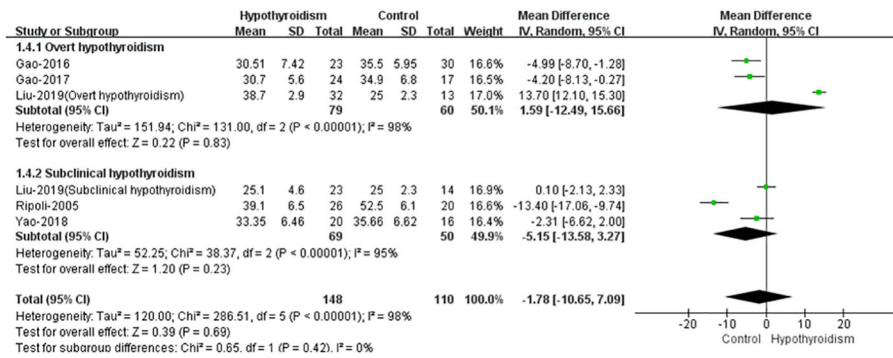 Hypothyroidism Control Mean Difference Mean Difference
Study or Subgroup Mean SD Total Mean SD Total Weight IV, Random, 95% CI IV, Random, 95% CI
1.4.1 Overt hypothyroidism
Gao-2016 30.51 7.42 23 35.5 5.95 30 16.6% -4.99 [-8.70, -1.28]
Gao-2017 30.7 5.6 24 34.9 6.8 17 16.6% -4.20 [-8.13, -0.27]
Liu-2019(Overt hypothyroidism) 38.7 2.9 32 25 2.3 13 17.0% 13.70 [12.10, 15.30]
Subtotal (95% CI) 79 60 50.1% 1.59 [-12.49, 15.66]
Heterogeneity: Tau² = 151.94; Chi² = 131.00, df = 2 (P < 0.00001); I² = 98%
Test for overall effect: Z = 0.22 (P = 0.83)
1.4.2 Subclinical hypothyroidism
Liu-2019(Subclinical hypothyroidism) 25.1 4.6 23 25 2.3 14 16.9% 0.10 [-2.13, 2.33]
Ripoli-2005 39.1 6.5 26 52.5 6.1 20 16.6% -13.40 [-17.06, -9.74]
Yao-2018 33.35 6.46 20 35.66 6.62 16 16.4% -2.31 [-6.62, 2.00]
Subtotal (95% CI) 69 50 49.9% -5.15 [-13.58, 3.27]
Heterogeneity: Tau² = 52.25; Chi² = 38.37, df = 2 (P < 0.00001); I² = 95%
Test for overall effect: Z = 1.20 (P = 0.23)
Total (95% CI) 148 110 100.0% -1.78 [-10.65, 7.09]
Heterogeneity: Tau² = 120.00; Chi² = 286.51, df = 5 (P < 0.00001); I² = 98%
Test for overall effect: Z = 0.39 (P = 0.69)
Test for subgroup differences: Chi² = 0.65, df = 1 (P = 0.42), I² = 0%
-20 -10 0 10 20
Control Hypothyroidism